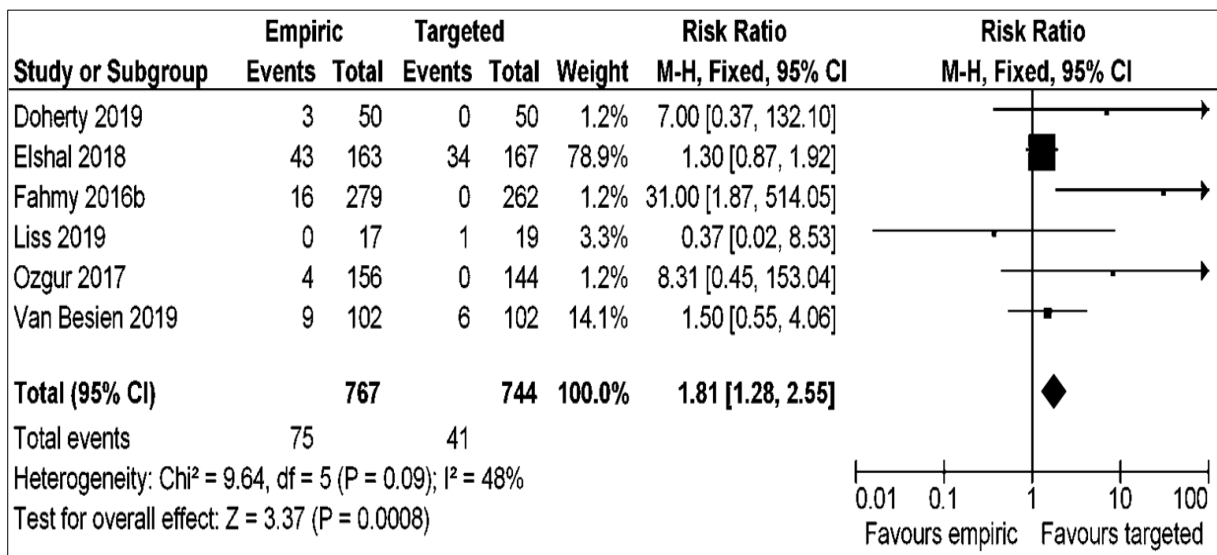 Empiric Targeted Risk Ratio Risk Ratio
Study or Subgroup Events Total Events Total Weight M-H, Fixed, 95% CI M-H, Fixed, 95% CI
Doherty 2019 3 50 0 50 1.2% 7.00 [0.37, 132.10]
Elshal 2018 43 163 34 167 78.9% 1.30 [0.87, 1.92]
Fahmy 2016b 16 279 0 262 1.2% 31.00 [1.87, 514.05]
Liss 2019 0 17 1 19 3.3% 0.37 [0.02, 8.53]
Ozgur 2017 4 156 0 144 1.2% 8.31 [0.45, 153.04]
Van Besien 2019 9 102 6 102 14.1% 1.50 [0.55, 4.06]
Total (95% CI) 767 744 100.0% 1.81 [1.28, 2.55]
Total events 75 41
Heterogeneity: Chi² = 9.64, df = 5 (P = 0.09); I² = 48%
Test for overall effect: Z = 3.37 (P = 0.0008)
0.01 0.1 1 10 100
Favours empiric Favours targeted